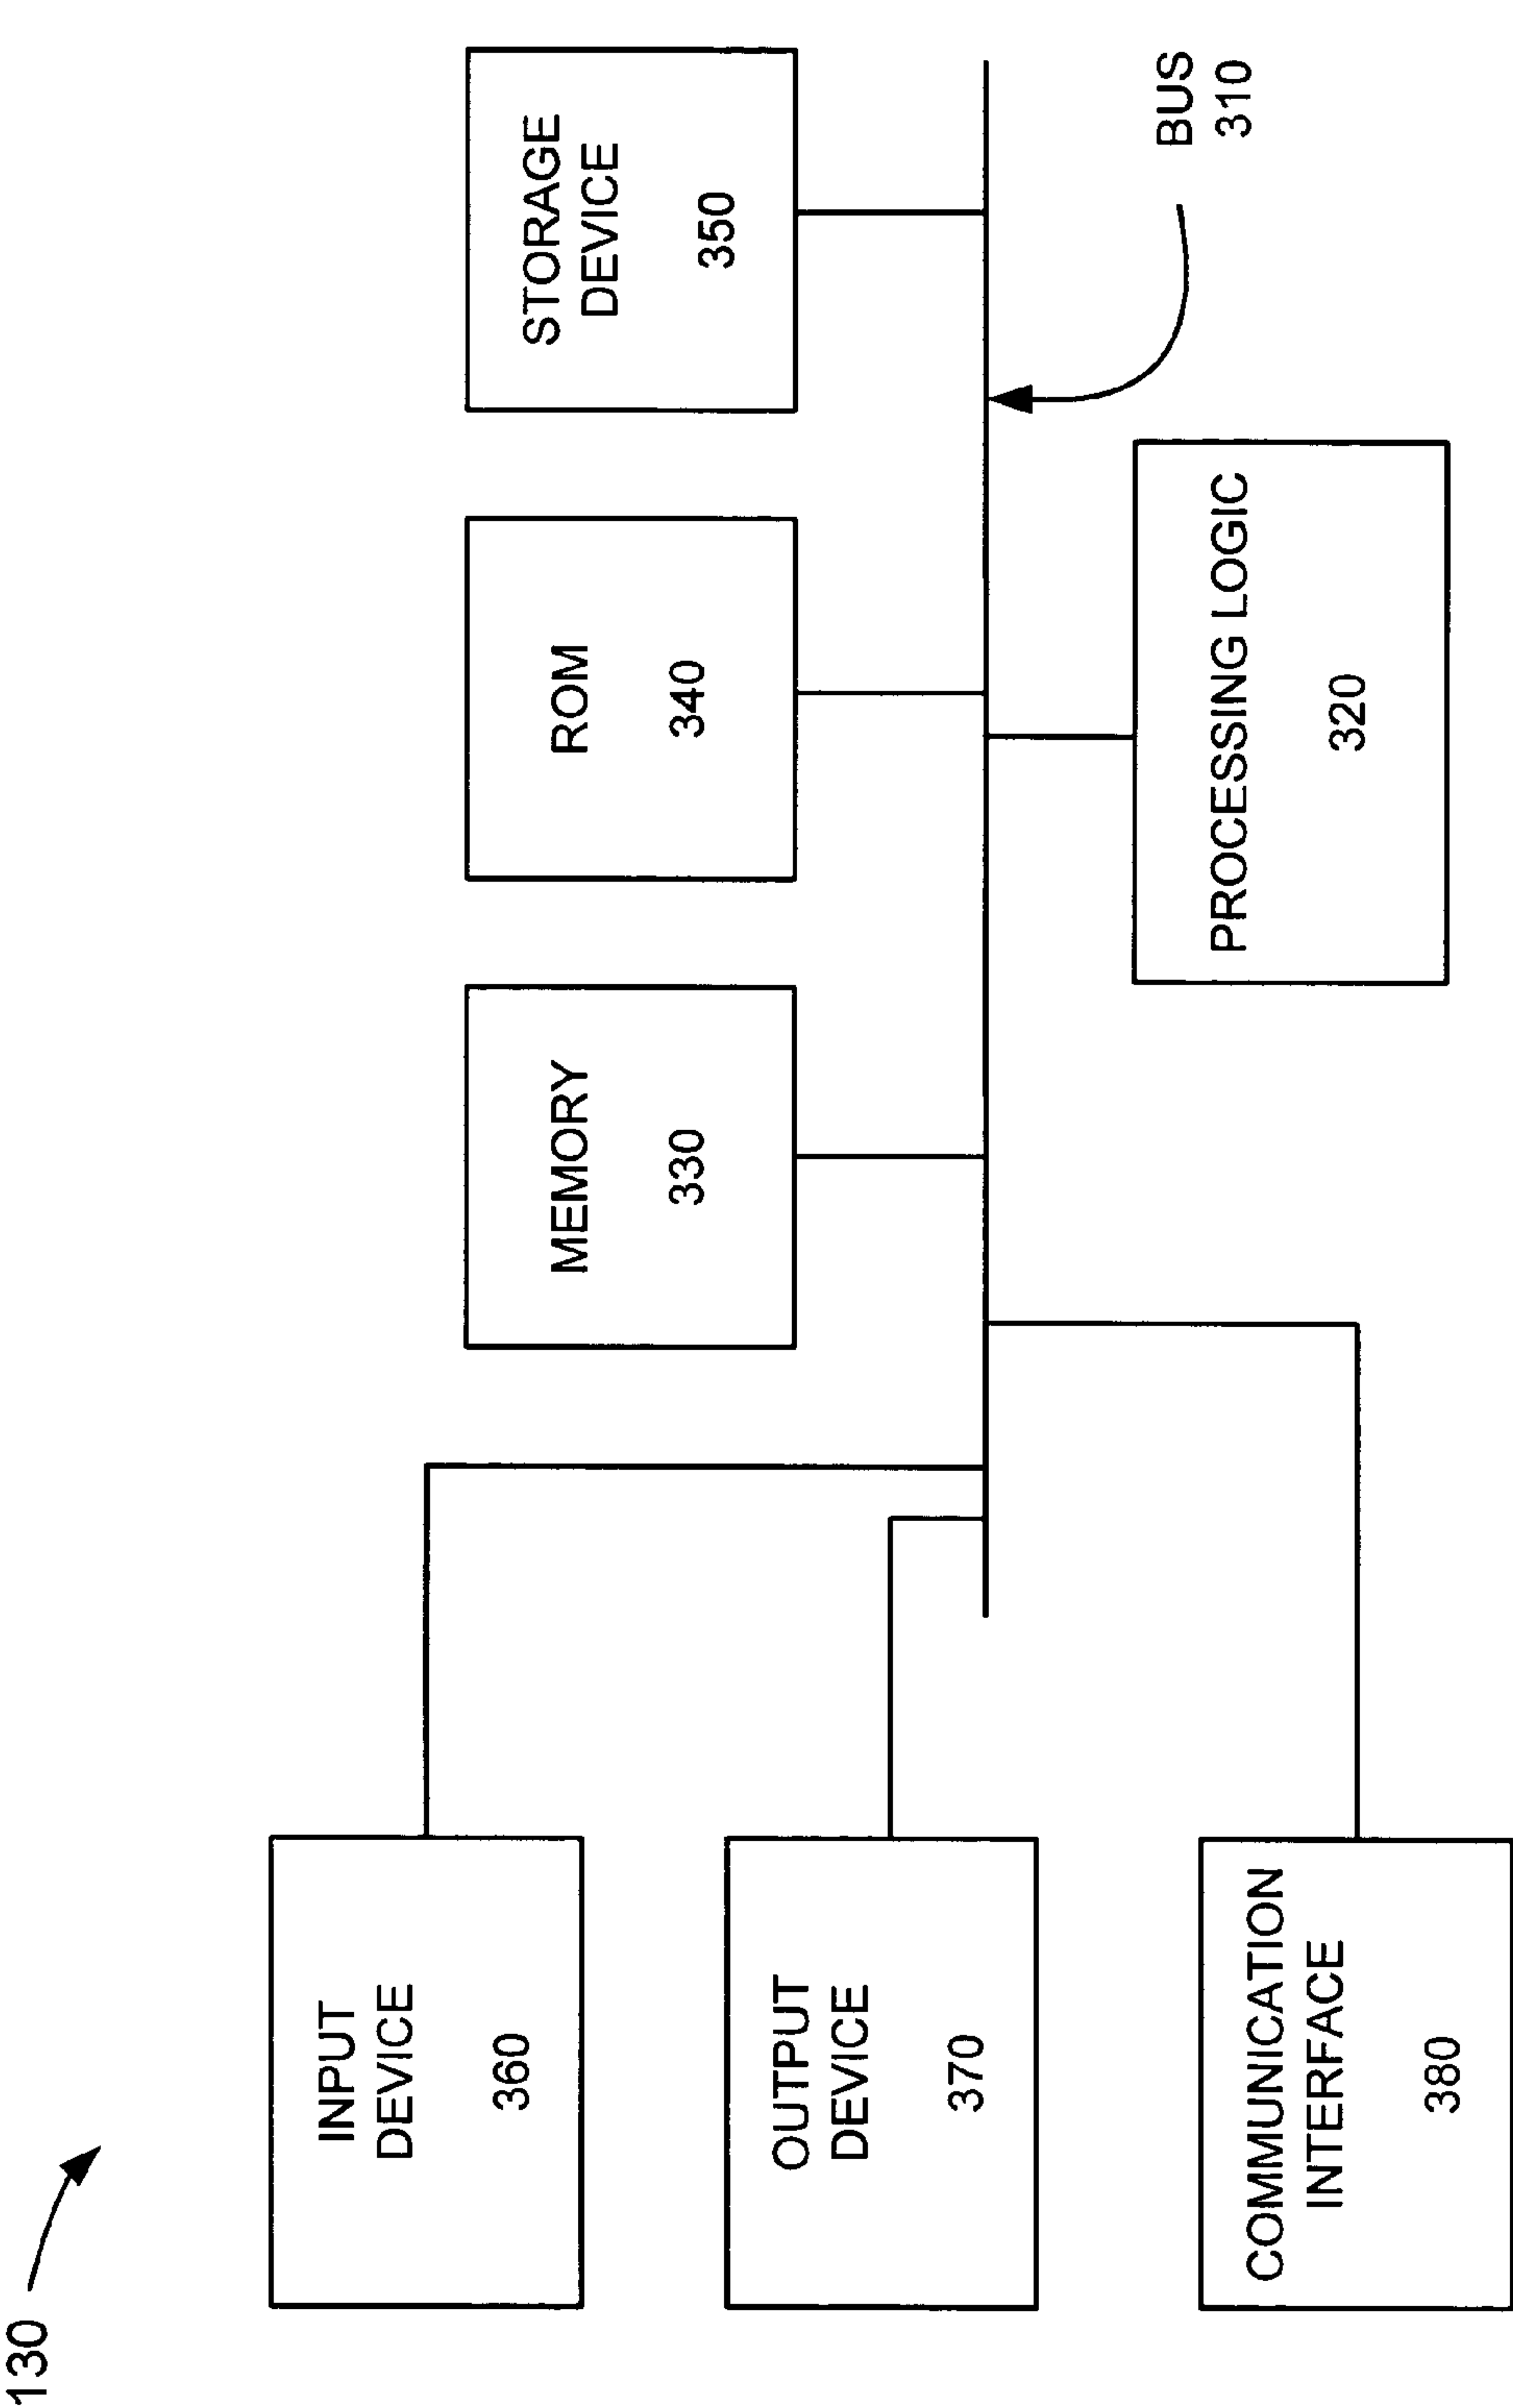 130
INPUT
DEVICE
360
OUTPUT
DEVICE
370
COMMUNICATION
INTERFACE
380
MEMORY
330
ROM
340
STORAGE
DEVICE
350
PROCESSING LOGIC
320
BUS
310